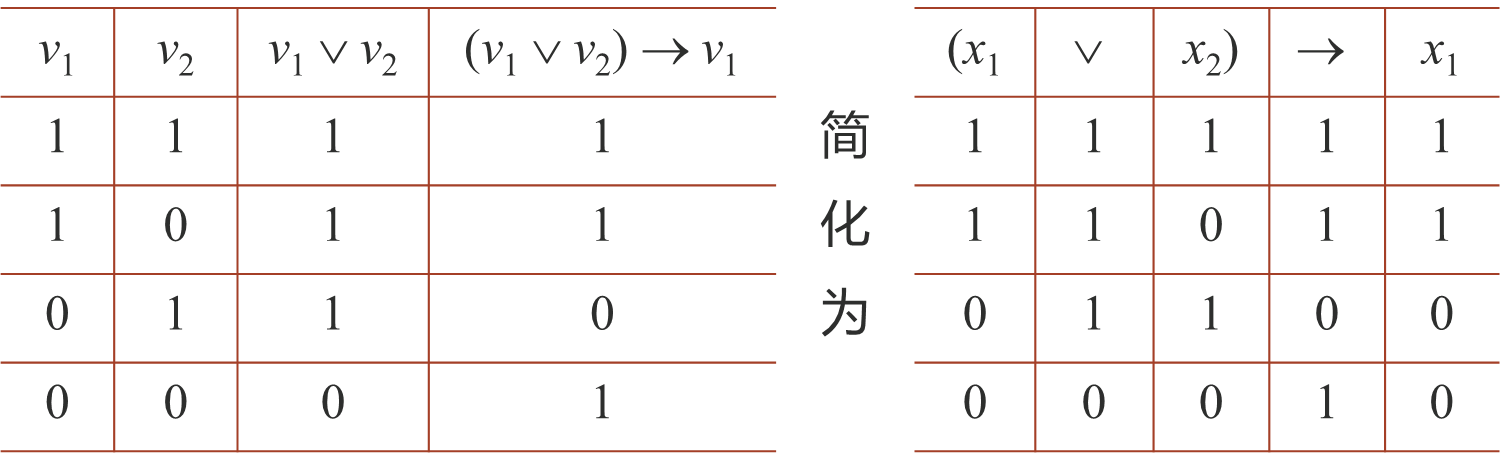 v₁ v₂ v₁ ∨ v₂ (v₁ ∨ v₂) → v₁
1 1 1 1
1 0 1 1
0 1 1 0
0 0 0 1
简
化
为
(x₁ ∨ x₂) → x₁
1 1 1 1 1
1 1 0 1 1
0 1 1 0 0
0 0 0 1 0